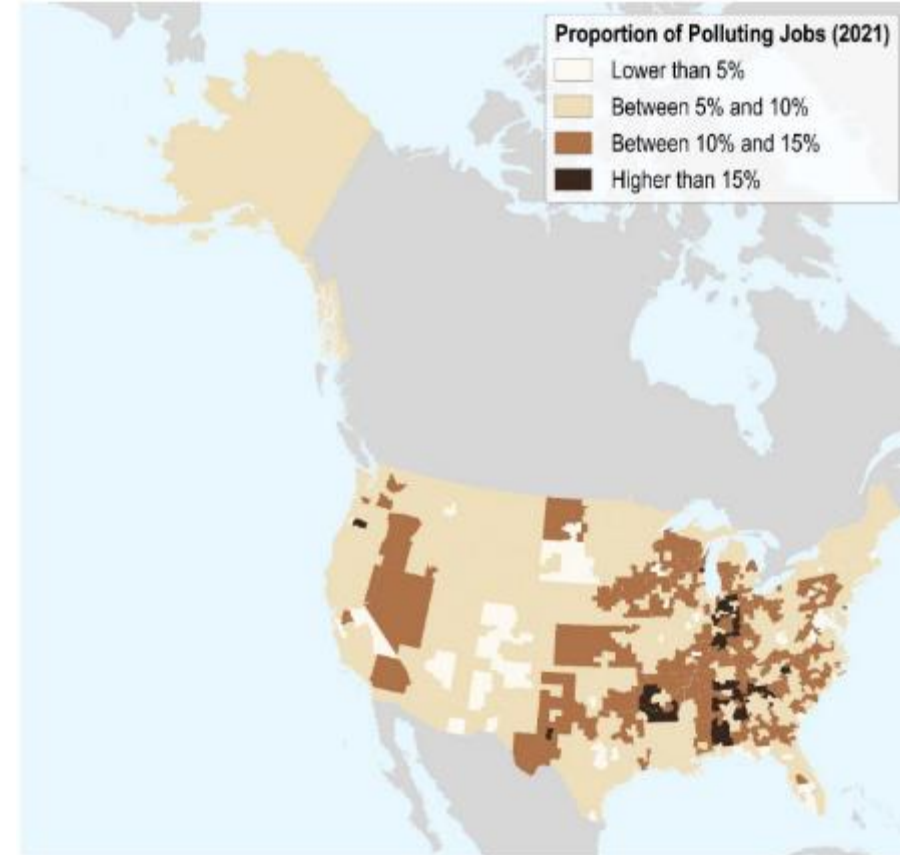 Proportion of Polluting Jobs (2021)
Lower than 5%
Between 5% and 10%
Between 10% and 15%
Higher than 15%